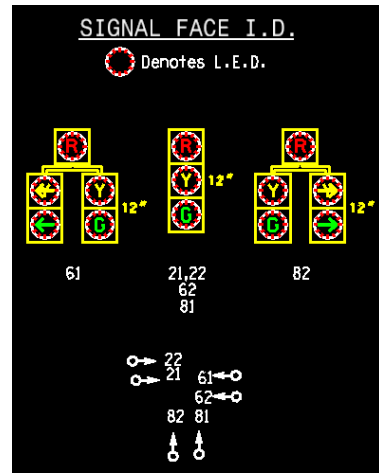 SIGNAL FACE I.D.
Denotes L.E.D.
R R R
Y Y Y
12" 12" 12"
G G G
61 21,22 82
62
81
22
21 61
62
82 81